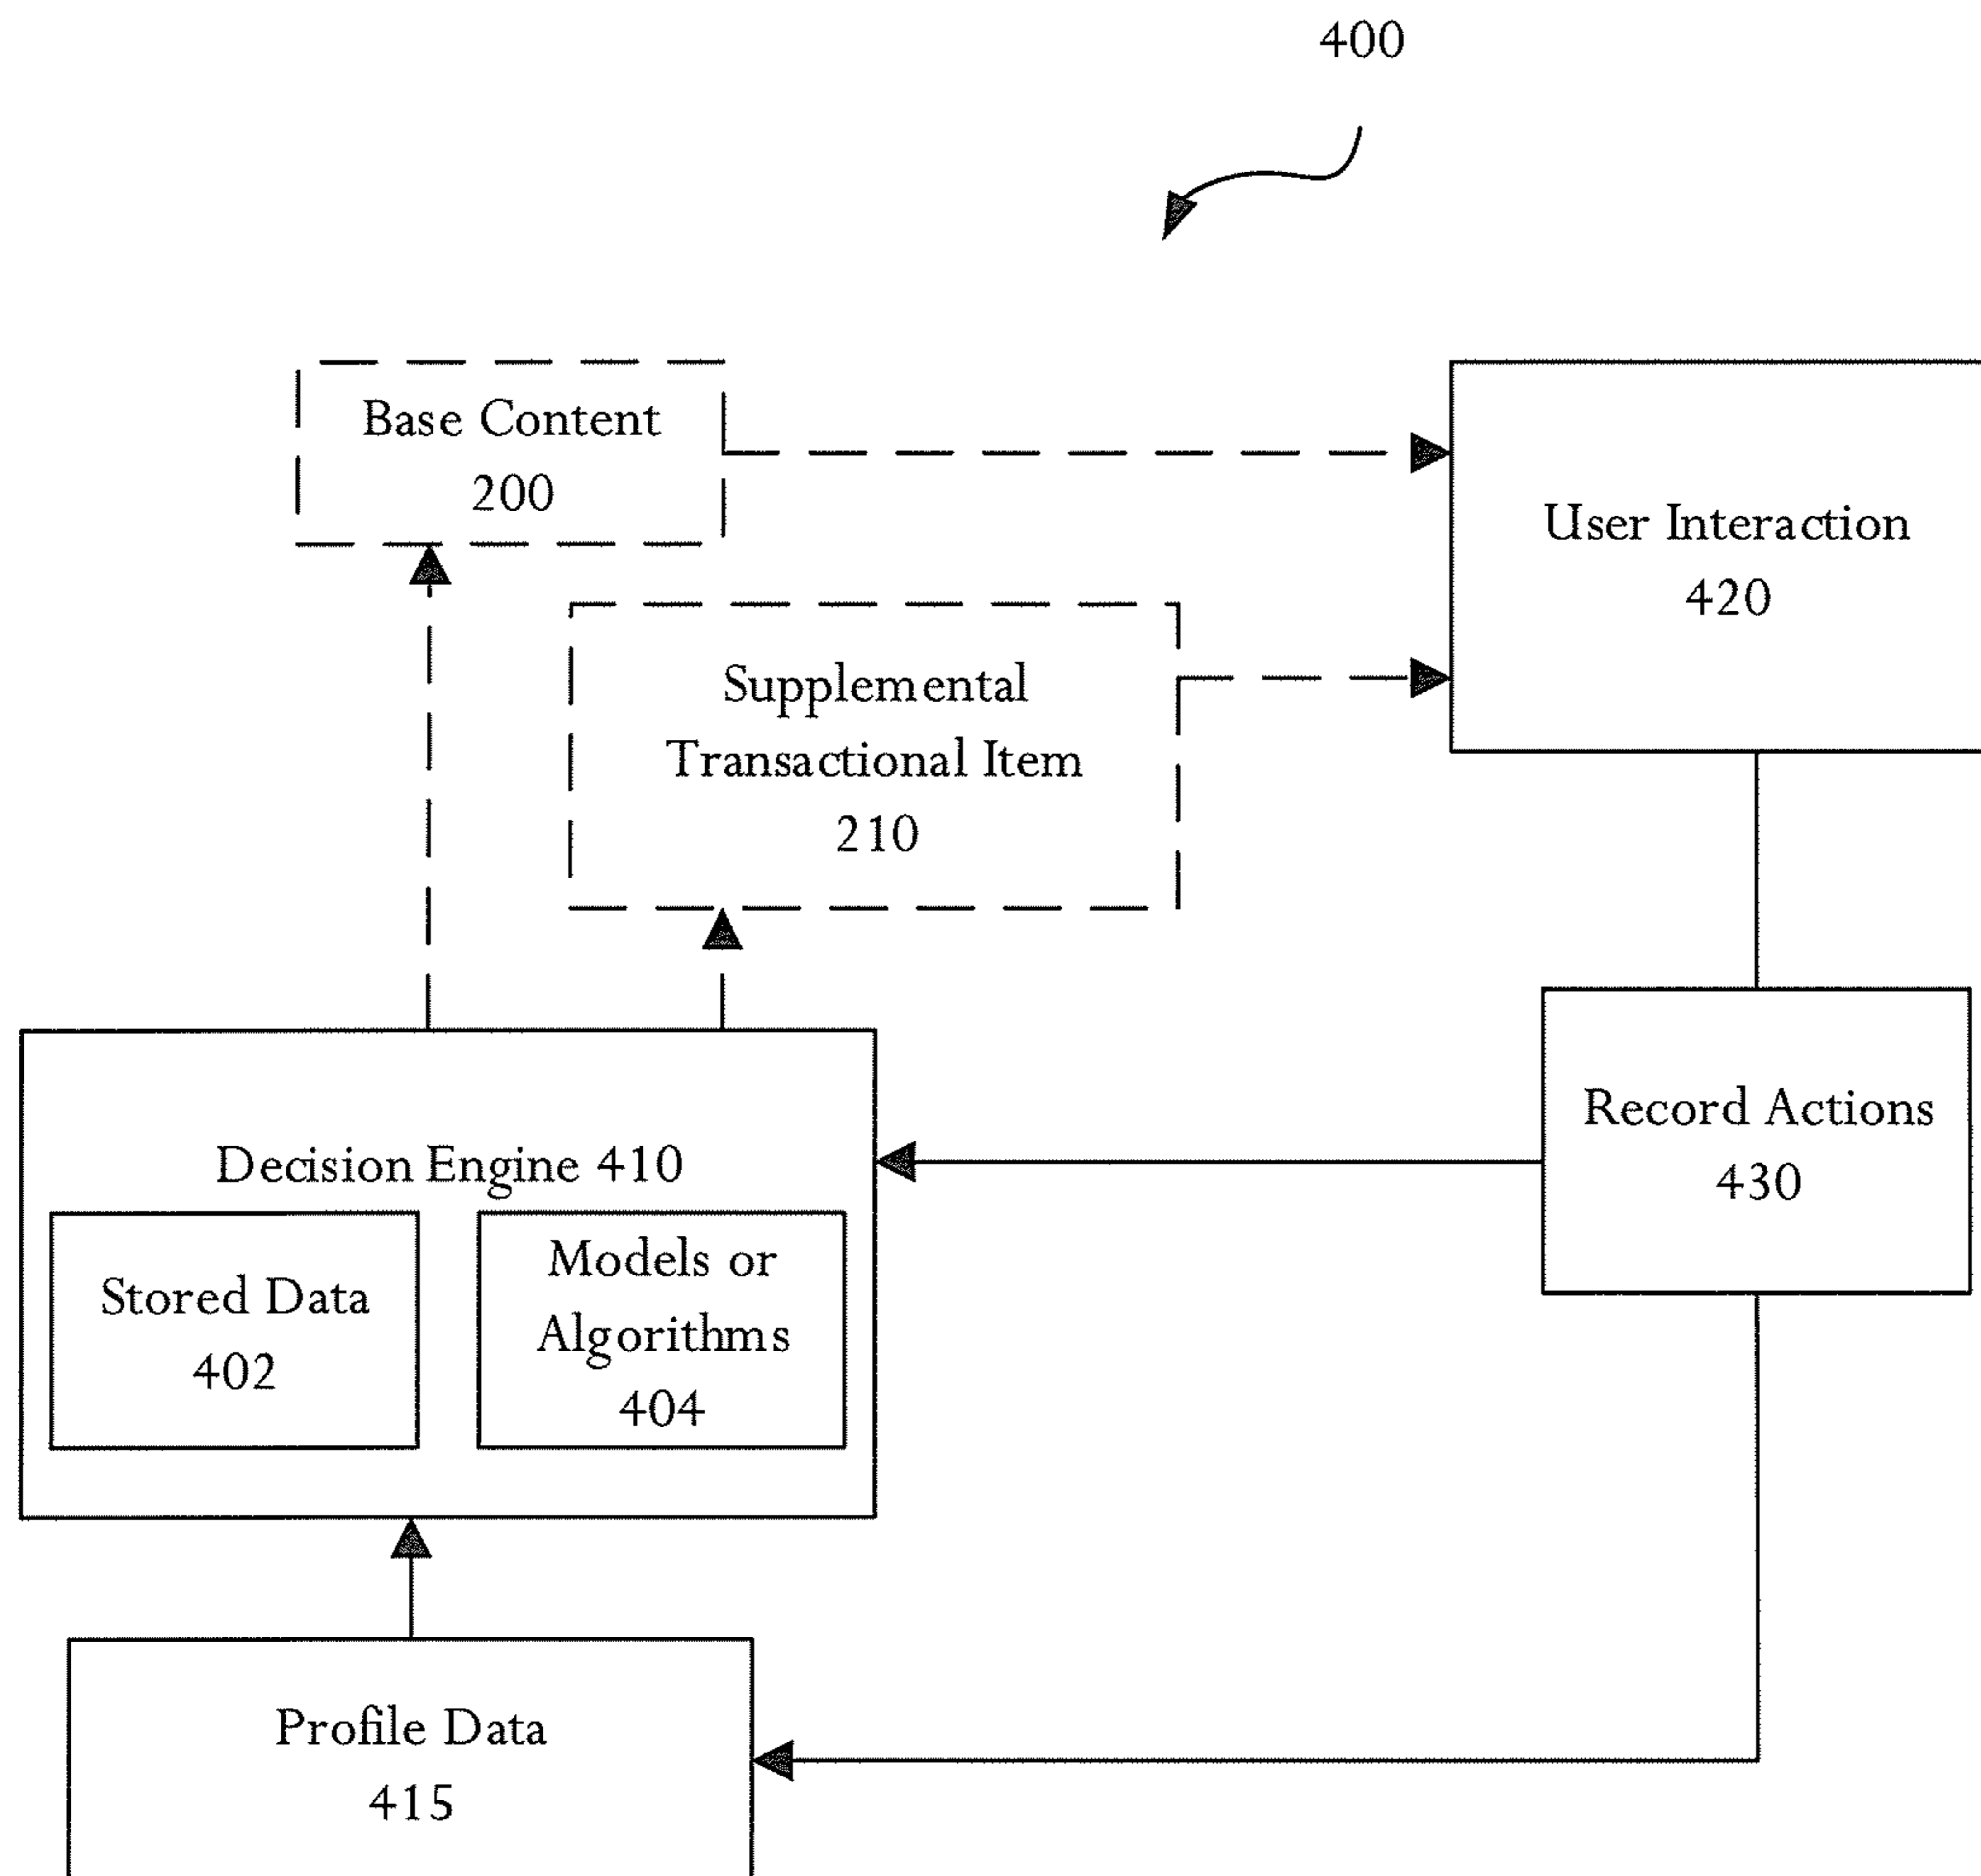 400
Base Content
200
User Interaction
420
Supplemental
Transactional Item
210
Record Actions
430
Decision Engine 410
Stored Data
402
Models or
Algorithms
404
Profile Data
415